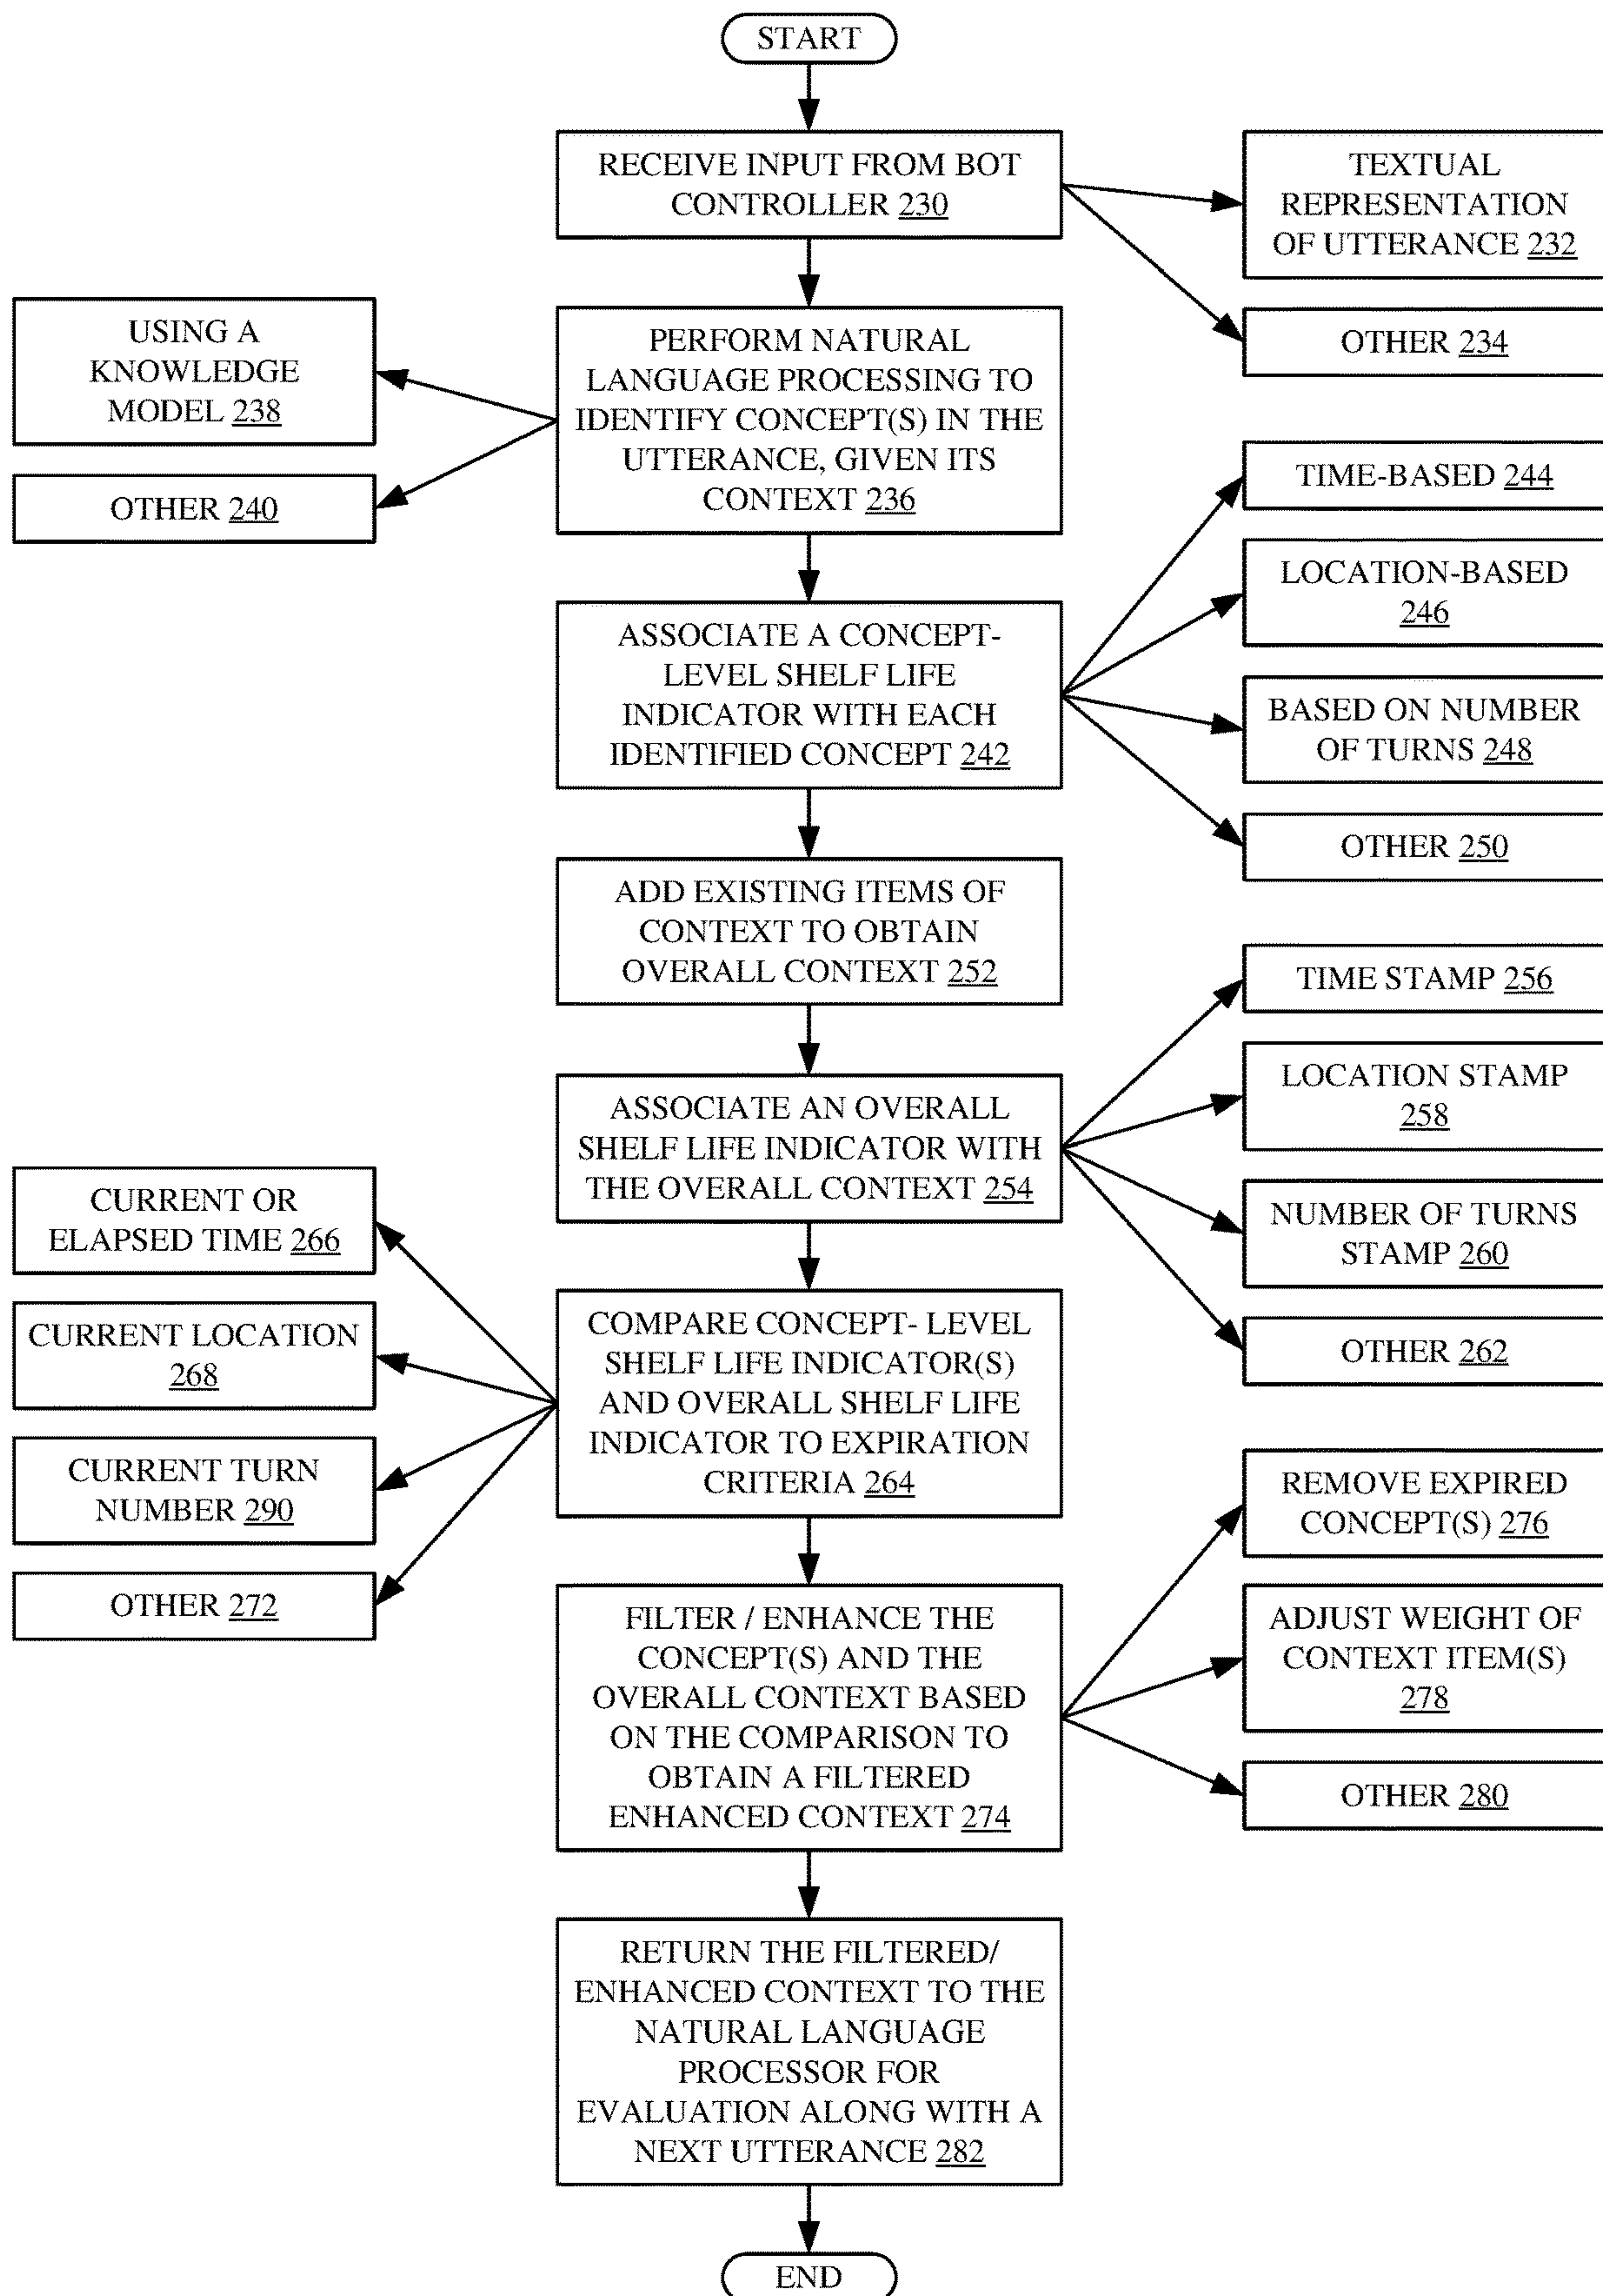 START
RECEIVE INPUT FROM BOT
CONTROLLER 230
TEXTUAL
REPRESENTATION
OF UTTERANCE 232
OTHER 234
PERFORM NATURAL
LANGUAGE PROCESSING TO
IDENTIFY CONCEPT(S) IN THE
UTTERANCE, GIVEN ITS
CONTEXT 236
USING A
KNOWLEDGE
MODEL 238
OTHER 240
ASSOCIATE A CONCEPT-
LEVEL SHELF LIFE
INDICATOR WITH EACH
IDENTIFIED CONCEPT 242
TIME-BASED 244
LOCATION-BASED
246
BASED ON NUMBER
OF TURNS 248
OTHER 250
ADD EXISTING ITEMS OF
CONTEXT TO OBTAIN
OVERALL CONTEXT 252
ASSOCIATE AN OVERALL
SHELF LIFE INDICATOR WITH
THE OVERALL CONTEXT 254
TIME STAMP 256
LOCATION STAMP
258
NUMBER OF TURNS
STAMP 260
OTHER 262
COMPARE CONCEPT- LEVEL
SHELF LIFE INDICATOR(S)
AND OVERALL SHELF LIFE
INDICATOR TO EXPIRATION
CRITERIA 264
CURRENT OR
ELAPSED TIME 266
CURRENT LOCATION
268
CURRENT TURN
NUMBER 290
OTHER 272
FILTER / ENHANCE THE
CONCEPT(S) AND THE
OVERALL CONTEXT BASED
ON THE COMPARISON TO
OBTAIN A FILTERED
ENHANCED CONTEXT 274
REMOVE EXPIRED
CONCEPT(S) 276
ADJUST WEIGHT OF
CONTEXT ITEM(S)
278
OTHER 280
RETURN THE FILTERED/
ENHANCED CONTEXT TO THE
NATURAL LANGUAGE
PROCESSOR FOR
EVALUATION ALONG WITH A
NEXT UTTERANCE 282
END